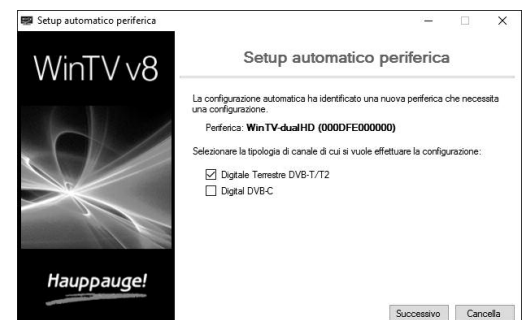 Setup automatico periferica
WinTV v8
Setup automatico periferica
La configurazione automatica ha identificato una nuova periferica che necessita
una configurazione.
Periferica: WinTV-dualHD (000DFE000000)
Selezionare la tipologia di canale di cui si vuole effettuare la configurazione:
Digitale Terrestre DVB-T/T2
Digital DVB-C
Hauppauge!
Successivo Cancella